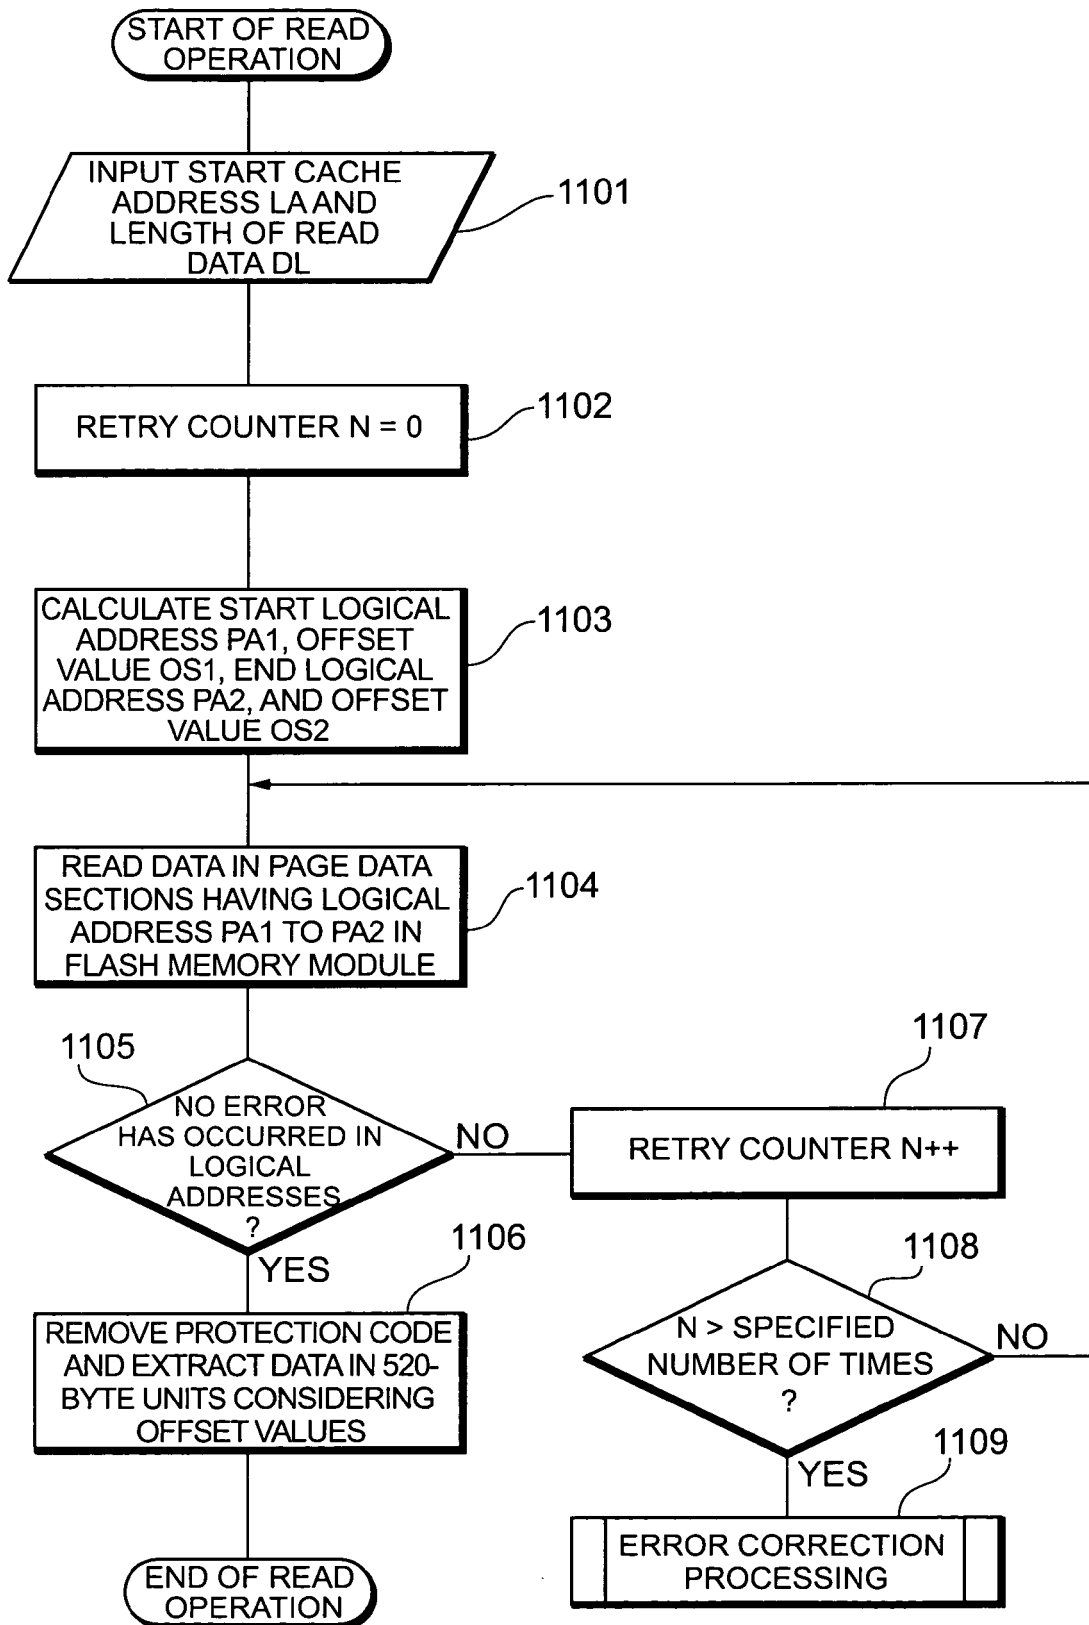 START OF READ
OPERATION
INPUT START CACHE
ADDRESS LA AND
LENGTH OF READ
DATA DL
1101
RETRY COUNTER N = 0
1102
CALCULATE START LOGICAL
ADDRESS PA1, OFFSET
VALUE OS1, END LOGICAL
ADDRESS PA2, AND OFFSET
VALUE OS2
1103
READ DATA IN PAGE DATA
SECTIONS HAVING LOGICAL
ADDRESS PA1 TO PA2 IN
FLASH MEMORY MODULE
1104
1105
NO ERROR
HAS OCCURRED IN
LOGICAL
ADDRESSES
?
NO
YES
1107
RETRY COUNTER N++
1106
REMOVE PROTECTION CODE
AND EXTRACT DATA IN 520-
BYTE UNITS CONSIDERING
OFFSET VALUES
1108
N > SPECIFIED
NUMBER OF TIMES
?
NO
YES
1109
ERROR CORRECTION
PROCESSING
END OF READ
OPERATION